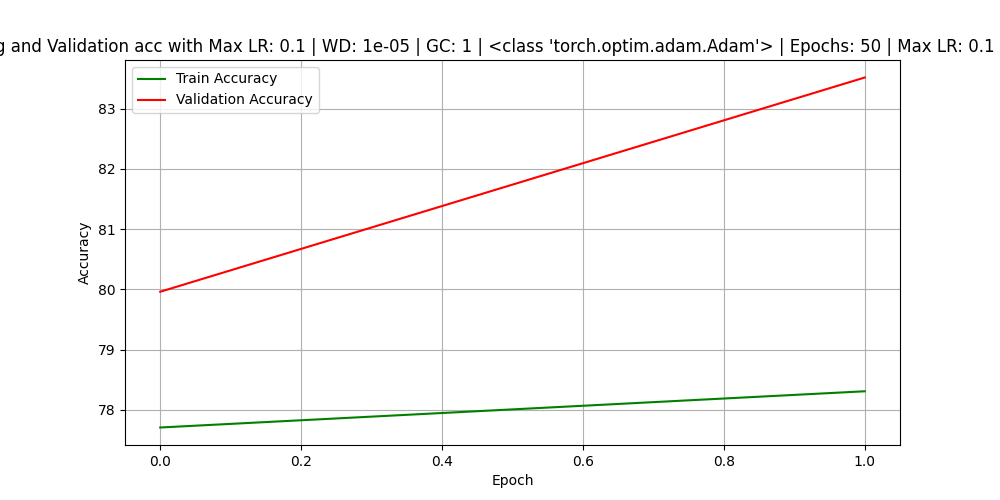 g and Validation acc with Max LR: 0.1 | WD: 1e-05 | GC: 1 | <class 'torch.optim.adam.Adam'> | Epochs: 50 | Max LR: 0.1
Train Accuracy
Validation Accuracy
83
82
81
80
79
78
Accuracy
0.0 0.2 0.4 0.6 0.8 1.0
Epoch